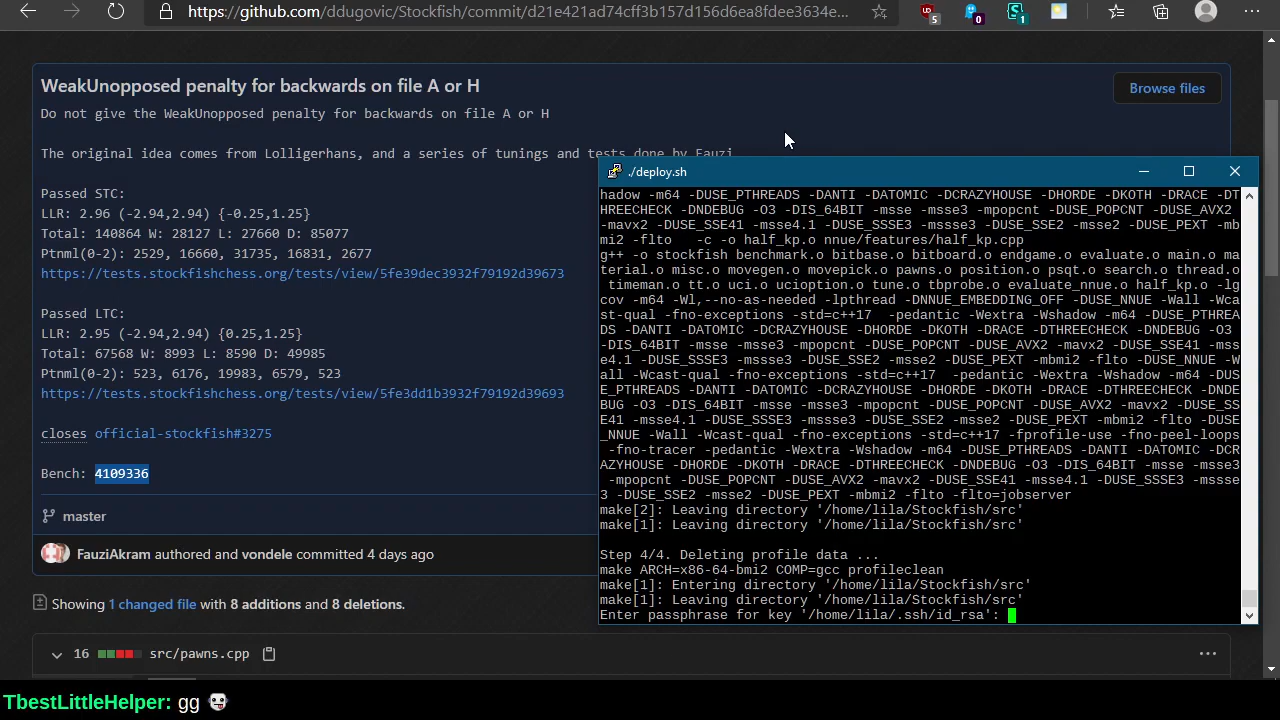 https://github.com/ddugovic/Stockfish/commit/d21e421ad74cff3b157d156d6ea8fdee3634e...
5
0
1
WeakUnopposed penalty for backwards on file A or H
Browse files
Do not give the WeakUnopposed penalty for backwards on file A or H
The original idea comes from Lolligerhans, and a series of tunings and tests done by Fauzi.
Passed STC:
LLR: 2.96 (-2.94,2.94) {-0.25,1.25}
Total: 140864 W: 28127 L: 27660 D: 85077
Ptnml(0-2): 2529, 16660, 31735, 16831, 2677
https://tests.stockfishchess.org/tests/view/5fe39dec3932f79192d39673
Passed LTC:
LLR: 2.95 (-2.94,2.94) {0.25,1.25}
Total: 67568 W: 8993 L: 8590 D: 49985
Ptnml(0-2): 523, 6176, 19983, 6579, 523
https://tests.stockfishchess.org/tests/view/5fe3dd1b3932f79192d39693
closes official-stockfish#3275
Bench: 4109336
master
FauziAkram authored and vondele committed 4 days ago
Showing 1 changed file with 8 additions and 8 deletions.
16 src/pawns.cpp
./deploy.sh
hadow -m64 -DUSE_PTHREADS -DANTI -DATOMIC -DCRAZYHOUSE -DHORDE -DKOTH -DRACE -DT
HREECHECK -DNDEBUG -O3 -DIS_64BIT -msse -msse3 -mpopcnt -DUSE_POPCNT -DUSE_AVX2
-mavx2 -DUSE_SSE41 -msse4.1 -DUSE_SSSE3 -mssse3 -DUSE_SSE2 -msse2 -DUSE_PEXT -mb
mi2 -flto   -c -o half_kp.o nnue/features/half_kp.cpp
g++ -o stockfish benchmark.o bitbase.o bitboard.o endgame.o evaluate.o main.o ma
terial.o misc.o movegen.o movepick.o pawns.o position.o psqt.o search.o thread.o
 timeman.o tt.o uci.o ucioption.o tune.o tbprobe.o evaluate_nnue.o half_kp.o -lg
cov -m64 -Wl,--no-as-needed -lpthread -DNNUE_EMBEDDING_OFF -DUSE_NNUE -Wall -Wca
st-qual -fno-exceptions -std=c++17  -pedantic -Wextra -Wshadow -m64 -DUSE_PTHREA
DS -DANTI -DATOMIC -DCRAZYHOUSE -DHORDE -DKOTH -DRACE -DTHREECHECK -DNDEBUG -O3
-DIS_64BIT -msse -msse3 -mpopcnt -DUSE_POPCNT -DUSE_AVX2 -mavx2 -DUSE_SSE41 -mss
e4.1 -DUSE_SSSE3 -mssse3 -DUSE_SSE2 -msse2 -DUSE_PEXT -mbmi2 -flto -DUSE_NNUE -W
all -Wcast-qual -fno-exceptions -std=c++17  -pedantic -Wextra -Wshadow -m64 -DUS
E_PTHREADS -DANTI -DATOMIC -DCRAZYHOUSE -DHORDE -DKOTH -DRACE -DTHREECHECK -DNDE
BUG -O3 -DIS_64BIT -msse -msse3 -mpopcnt -DUSE_POPCNT -DUSE_AVX2 -mavx2 -DUSE_SS
E41 -msse4.1 -DUSE_SSSE3 -mssse3 -DUSE_SSE2 -msse2 -DUSE_PEXT -mbmi2 -flto -DUSE
_NNUE -Wall -Wcast-qual -fno-exceptions -std=c++17 -fprofile-use -fno-peel-loops
 -fno-tracer -pedantic -Wextra -Wshadow -m64 -DUSE_PTHREADS -DANTI -DATOMIC -DCR
AZYHOUSE -DHORDE -DKOTH -DRACE -DTHREECHECK -DNDEBUG -O3 -DIS_64BIT -msse -msse3
 -mpopcnt -DUSE_POPCNT -DUSE_AVX2 -mavx2 -DUSE_SSE41 -msse4.1 -DUSE_SSSE3 -mssse
3 -DUSE_SSE2 -msse2 -DUSE_PEXT -mbmi2 -flto -flto=jobserver
make[2]: Leaving directory '/home/lila/Stockfish/src'
make[1]: Leaving directory '/home/lila/Stockfish/src'
Step 4/4. Deleting profile data ...
make ARCH=x86-64-bmi2 COMP=gcc profileclean
make[1]: Entering directory '/home/lila/Stockfish/src'
make[1]: Leaving directory '/home/lila/Stockfish/src'
Enter passphrase for key '/home/lila/.ssh/id_rsa':
TbestLittleHelper: gg